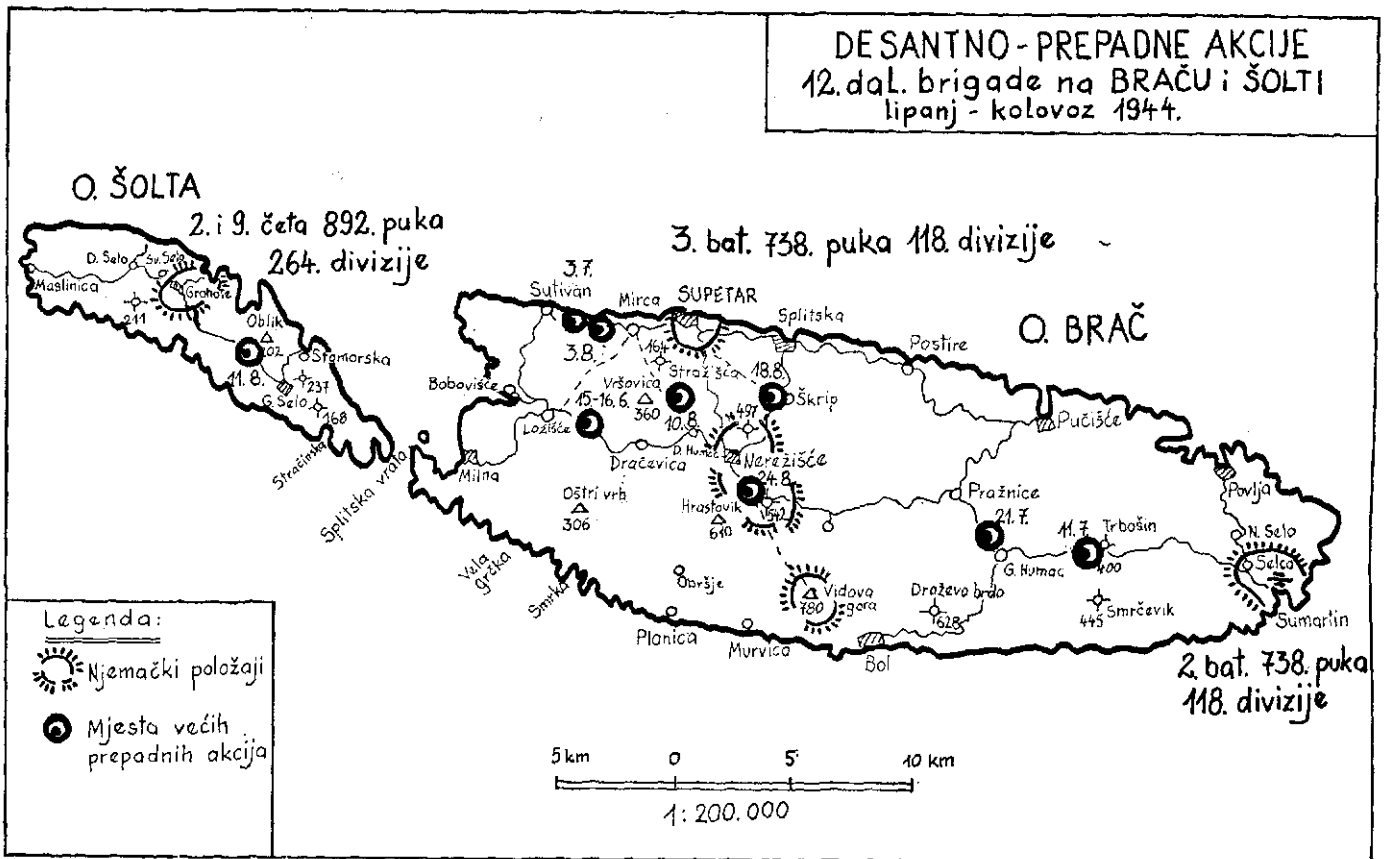 DESANTNO - PREPADNE AKCIJE
12. dal. brigade na BRAČU i ŠOLTI
lipanj - kolovoz 1944.
O. ŠOLTA
2. i 9. četa 892. puka
264. divizije
3. bat. 738. puka 118. divizije
O. BRAČ
D. Selo
Maslinica
211
Grohote
Oblik
Stomorska
11. 8.
237
G. Selo
168
Stračinska
Splitska vrata
3. 7.
Sutivan
Mirca
SUPETAR
Splitska
Postire
3. 8.
164
Stražišća
18. 8.
Bobovišće
Vršovica
360
Škrip
15-16. 6.
10. 8.
497
Pučišće
Ložišće
D. Humac
Nerežišće
Dračevica
Milna
24. 8.
Povlja
Oštri vrh
306
Hrastovik
610
542
Pražnice
21. 7.
11. 7
Trbošin
N. Selo
G. Humac
400
Selca
Vela grčka
Smrka
Obršje
Vidova gora
780
Droževo brdo
628
445
Smrčevik
Sumartin
Planica
Murvica
Bol
2. bat. 738. puka
118. divizije
Legenda:
Njemački položaji
Mjesta većih
prepadnih akcija
5 km 0 5 10 km
1 : 200.000